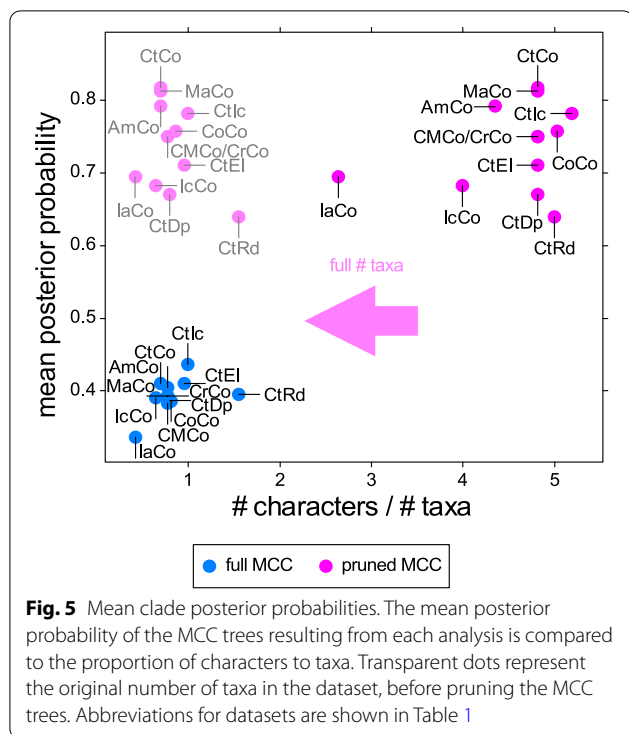 mean posterior probability
0.8
0.7
0.6
0.5
0.4
CtCo
MaCo
AmCo
CtIc
CoCo
CMCo/CrCo
CtEl
IcCo
IaCo
CtDp
CtRd
CtCo
MaCo
AmCo
CtIc
CMCo/CrCo
CoCo
CtEl
IaCo
IcCo
CtDp
CtRd
full # taxa
CtIc
CtCo
AmCo
CtEl
MaCo
CrCo
CtRd
CtDp
IcCo
CoCo
CMCo
IaCo
1 2 3 4 5
# characters / # taxa
full MCC pruned MCC
Fig. 5 Mean clade posterior probabilities. The mean posterior
probability of the MCC trees resulting from each analysis is compared
to the proportion of characters to taxa. Transparent dots represent
the original number of taxa in the dataset, before pruning the MCC
trees. Abbreviations for datasets are shown in Table 1